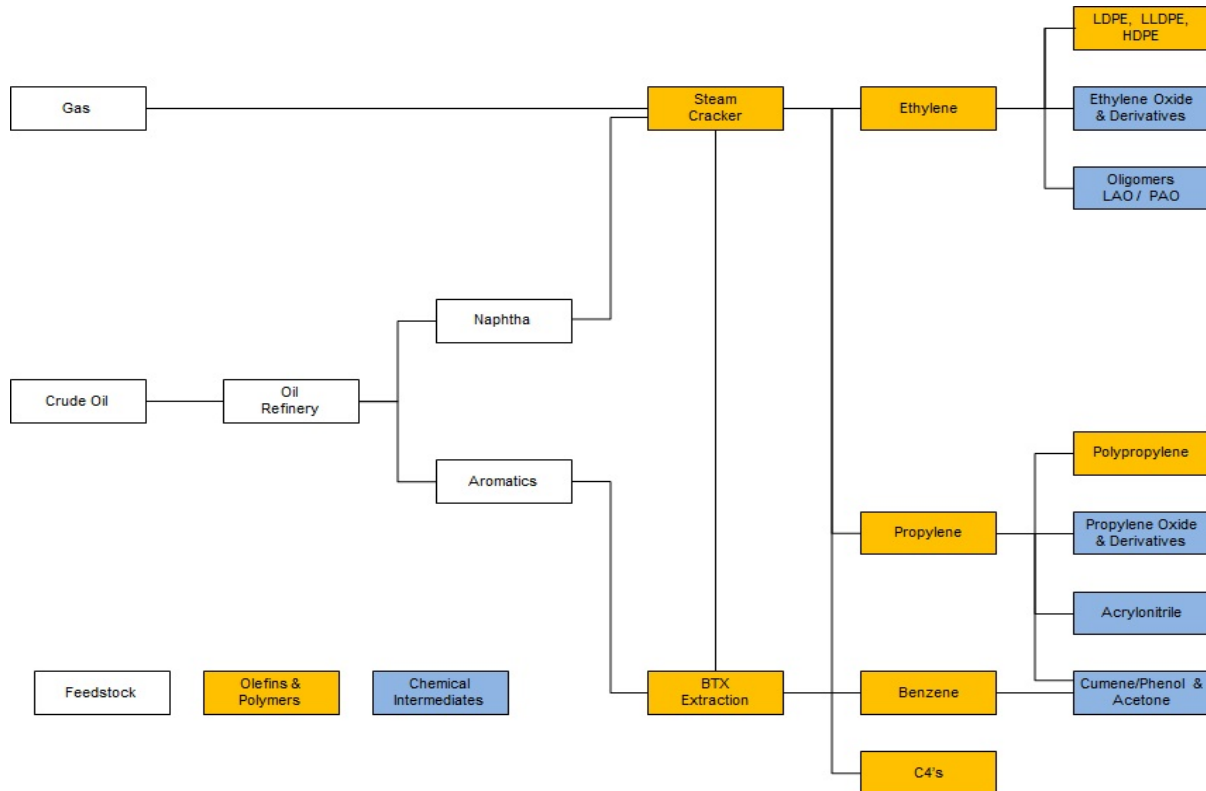 LDPE, LLDPE,
HDPE
Gas
Steam
Cracker
Ethylene
Ethylene Oxide
& Derivatives
Oligomers
LAO / PAO
Naphtha
Crude Oil
Oil
Refinery
Aromatics
Polypropylene
Propylene
Propylene Oxide
& Derivatives
Acrylonitrile
Feedstock
Olefins &
Polymers
Chemical
Intermediates
BTX
Extraction
Benzene
Cumene/Phenol &
Acetone
C4's